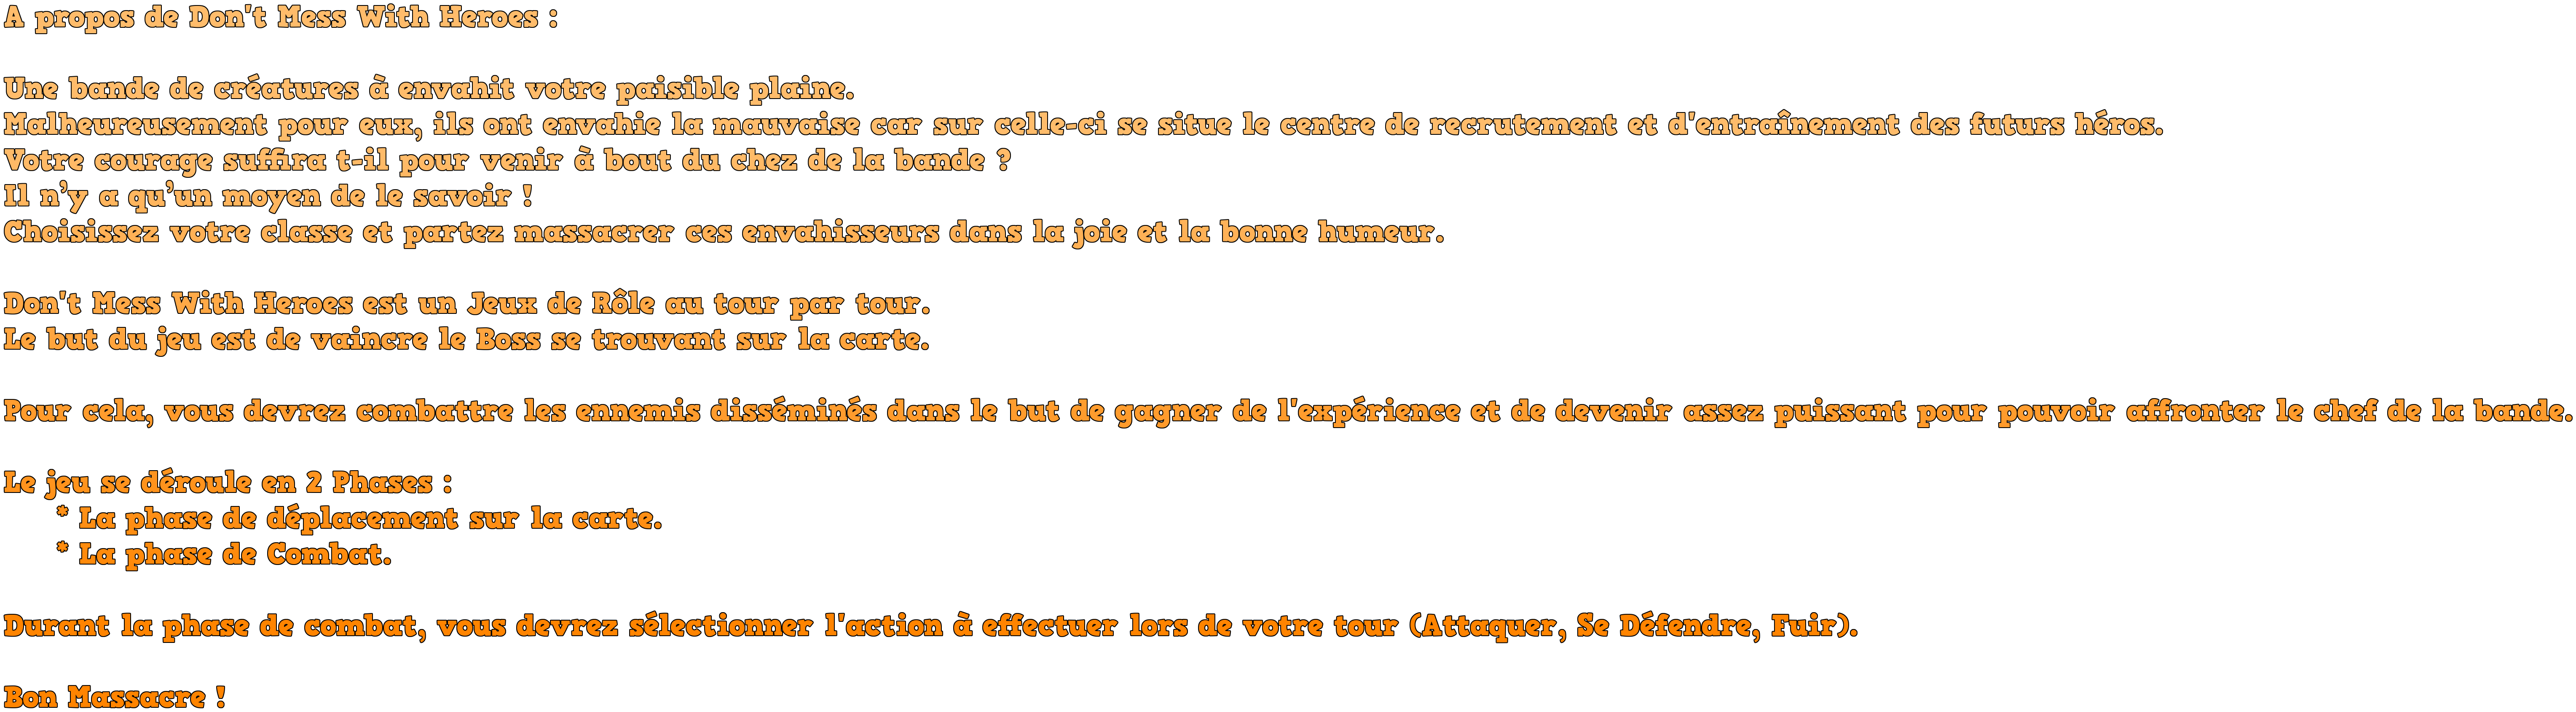 A propos de Don't Mess With Heroes :
Une bande de créatures à envahit votre paisible plaine.
Malheureusement pour eux, ils ont envahie la mauvaise car sur celle-ci se situe le centre de recrutement et d'entraînement des futurs héros.
Votre courage suffira t-il pour venir à bout du chez de la bande ?
Il n’y a qu’un moyen de le savoir !
Choisissez votre classe et partez massacrer ces envahisseurs dans la joie et la bonne humeur.
Don't Mess With Heroes est un Jeux de Rôle au tour par tour.
Le but du jeu est de vaincre le Boss se trouvant sur la carte.
Pour cela, vous devrez combattre les ennemis disséminés dans le but de gagner de l'expérience et de devenir assez puissant pour pouvoir affronter le chef de la bande.
Le jeu se déroule en 2 Phases :
* La phase de déplacement sur la carte.
* La phase de Combat.
Durant la phase de combat, vous devrez sélectionner l'action à effectuer lors de votre tour (Attaquer, Se Défendre, Fuir).
Bon Massacre !